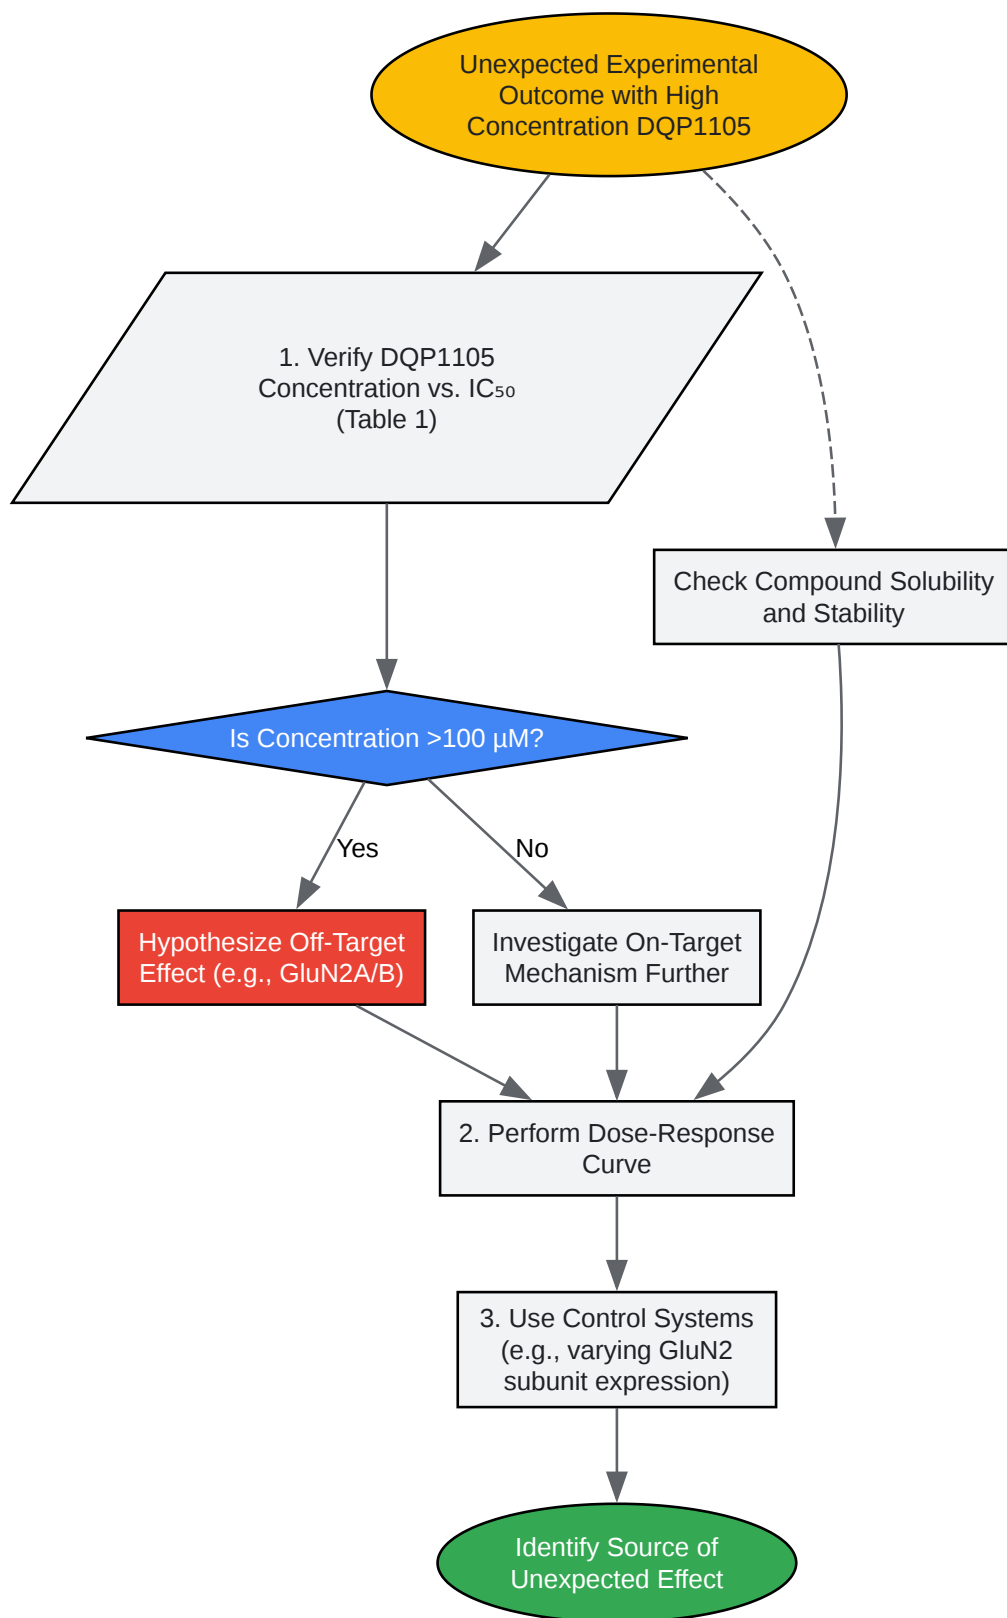 Unexpected Experimental
Outcome with High
Concentration DQP1105
1. Verify DQP1105
Concentration vs. IC₅₀
(Table 1)
Check Compound Solubility
and Stability
Is Concentration >100 µM?
Yes
No
Hypothesize Off-Target
Effect (e.g., GluN2A/B)
Investigate On-Target
Mechanism Further
2. Perform Dose-Response
Curve
3. Use Control Systems
(e.g., varying GluN2
subunit expression)
Identify Source of
Unexpected Effect